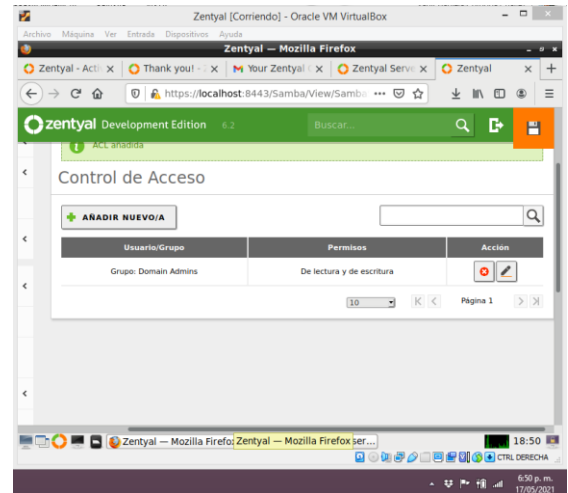 Zentyal [Corriendo] - Oracle VM VirtualBox
Archivo Máquina Ver Entrada Dispositivos Ayuda
Zentyal — Mozilla Firefox
Zentyal - Acti
Thank you! -
Your Zentyal
Zentyal Serve
Zentyal
https://localhost:8443/Samba/View/Samba
zentyal Development Edition 6.2
Buscar...
ACL añadida
Control de Acceso
AÑADIR NUEVO/A
Usuario/Grupo Permisos Acción
Grupo: Domain Admins De lectura y de escritura
10 Página 1
Zentyal — Mozilla Firefo
Zentyal — Mozilla Firefox
ser...
18:50
CTRL DERECHA
6:50 p. m.
17/05/2021